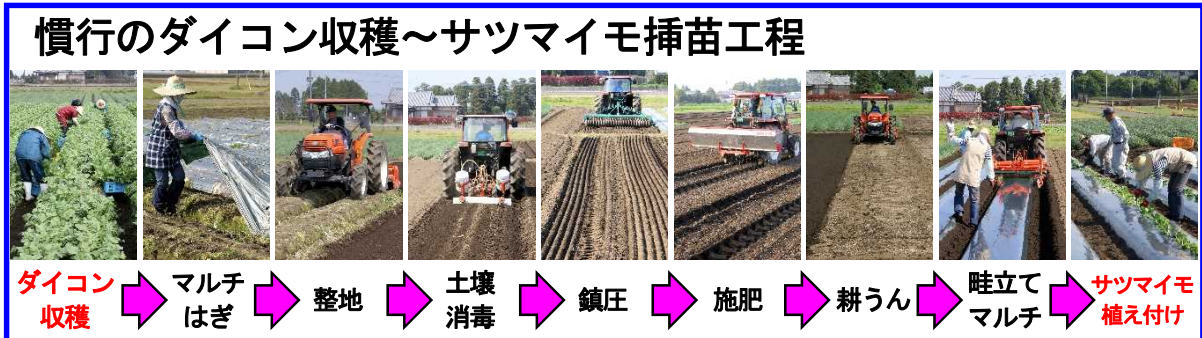 慣行のダイコン収穫～サツマイモ挿苗工程
ダイコン
収穫
マルチ
はぎ
整地
土壌
消毒
鎮圧
施肥
耕うん
畦立て
マルチ
サツマイモ
植え付け